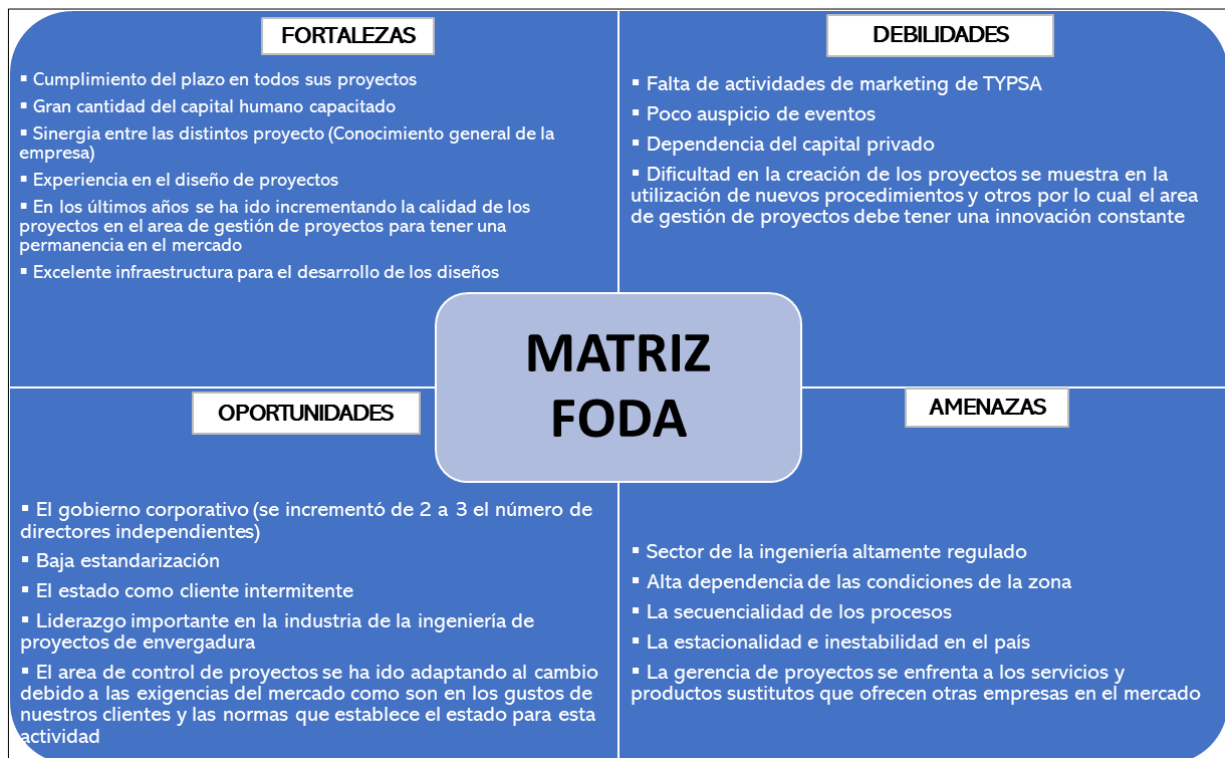 FORTALEZAS
▪ Cumplimiento del plazo en todos sus proyectos
▪ Gran cantidad del capital humano capacitado
▪ Sinergia entre las distintos proyecto (Conocimiento general de la
empresa)
▪ Experiencia en el diseño de proyectos
▪ En los últimos años se ha ido incrementando la calidad de los
proyectos en el area de gestión de proyectos para tener una
permanencia en el mercado
▪ Excelente infraestructura para el desarrollo de los diseños
DEBILIDADES
▪ Falta de actividades de marketing de TYPSA
▪ Poco auspicio de eventos
▪ Dependencia del capital privado
▪ Dificultad en la creación de los proyectos se muestra en la
utilización de nuevos procedimientos y otros por lo cual el area
de gestión de proyectos debe tener una innovación constante
MATRIZ
FODA
OPORTUNIDADES
▪ El gobierno corporativo (se incrementó de 2 a 3 el número de
directores independientes)
▪ Baja estandarización
▪ El estado como cliente intermitente
▪ Liderazgo importante en la industria de la ingeniería de
proyectos de envergadura
▪ El area de control de proyectos se ha ido adaptando al cambio
debido a las exigencias del mercado como son en los gustos de
nuestros clientes y las normas que establece el estado para esta
actividad
AMENAZAS
▪ Sector de la ingeniería altamente regulado
▪ Alta dependencia de las condiciones de la zona
▪ La secuencialidad de los procesos
▪ La estacionalidad e inestabilidad en el país
▪ La gerencia de proyectos se enfrenta a los servicios y
productos sustitutos que ofrecen otras empresas en el mercado